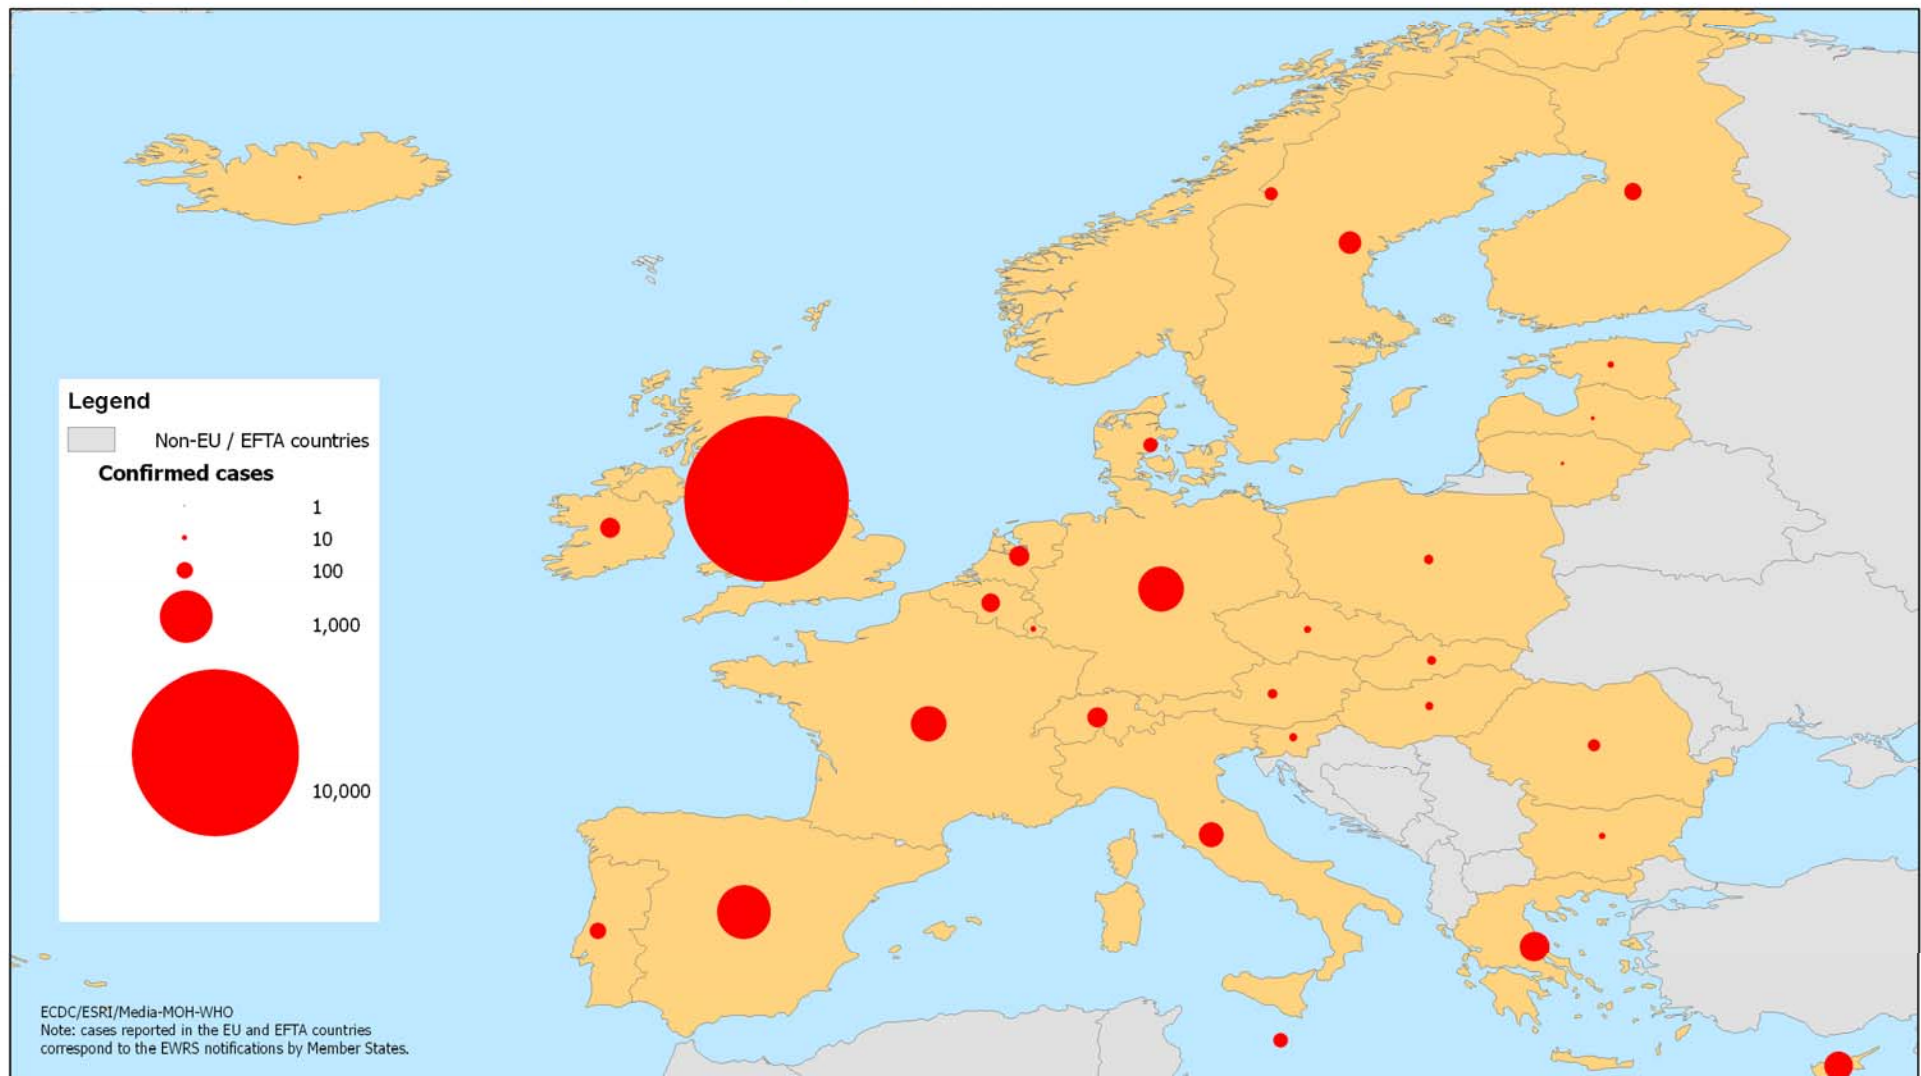 Legend
Non-EU / EFTA countries
Confirmed cases
1
10
100
1,000
10,000
ECDC/ESRI/Media-MOH-WHO
Note: cases reported in the EU and EFTA countries
correspond to the EWRS notifications by Member States.